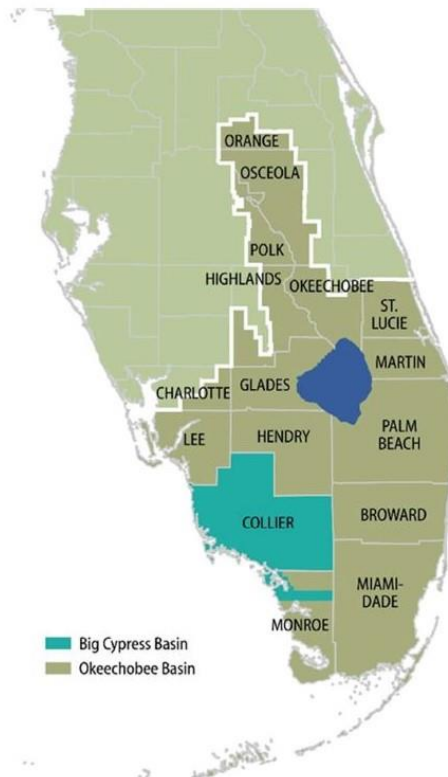 ORANGE
OSCEOLA
POLK
HIGHLANDS
OKEECHOBEE
ST.
LUCIE
MARTIN
CHARLOTTE
GLADES
LEE
HENDRY
PALM
BEACH
COLLIER
BROWARD
MIAMI-
DADE
MONROE
Big Cypress Basin
Okeechobee Basin